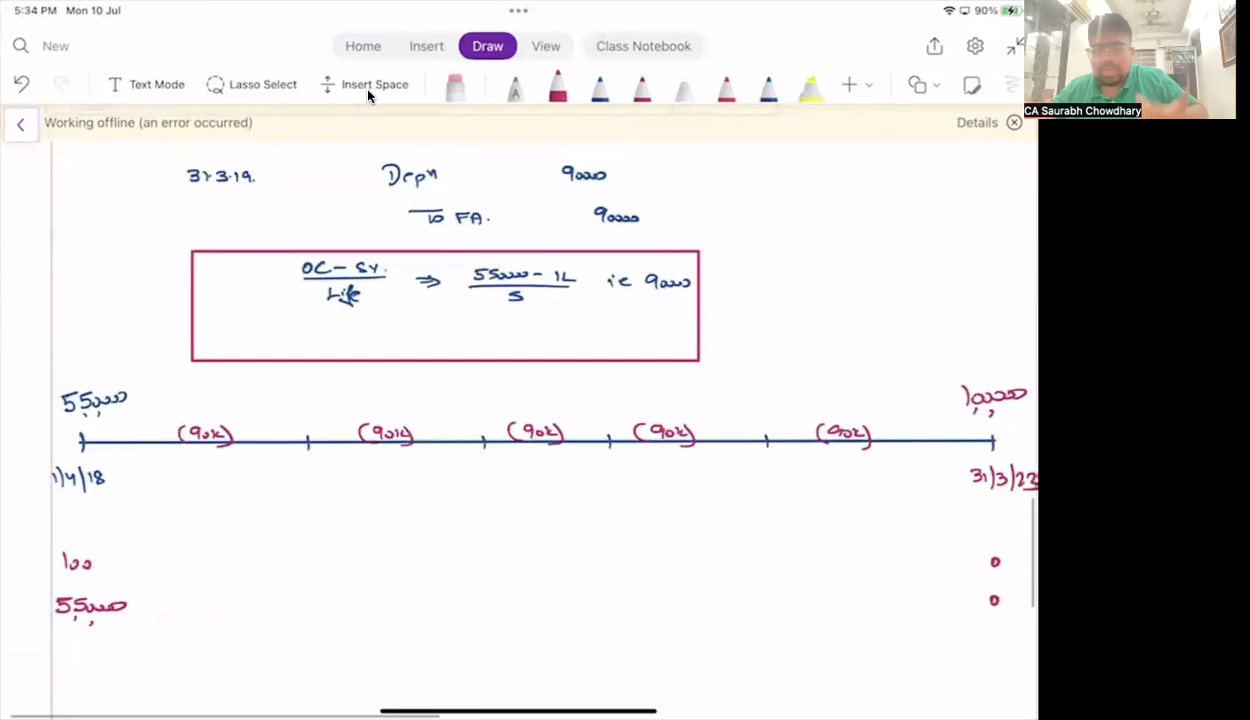 5:34 PM Mon 10 Jul
90%
New
Home Insert Draw View Class Notebook
Text Mode Lasso Select Insert Space
A
CA Saurabh Chowdhary
Working offline (an error occurred)
Details
31.3.19. Depn 90000
To FA. 90000
OC - SV. ⇒ 550000 - 1L i.e 90000
Life 5
550000 100000
(90k) (90k) (90k) (90k) (90k)
1/4/18 31/3/23
100 0
550000 0